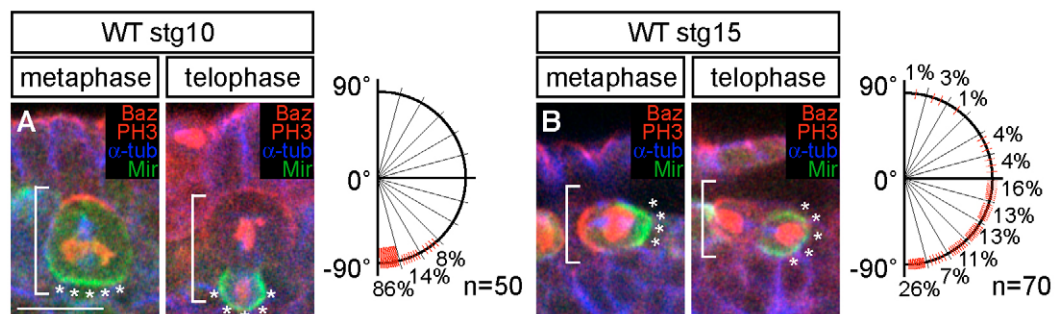 WT stg10
metaphase
telophase
A
Baz
PH3
α-tub
Mir
Baz
PH3
α-tub
Mir
* * * * *
* * * *
90°
0°
-90°
8%
14%
86%
n=50
WT stg15
metaphase
telophase
B
Baz
PH3
α-tub
Mir
* * * *
Baz
PH3
α-tub
Mir
* * * * *
90°
0°
-90°
1%
3%
1%
4%
4%
16%
13%
13%
11%
7%
26%
n=70